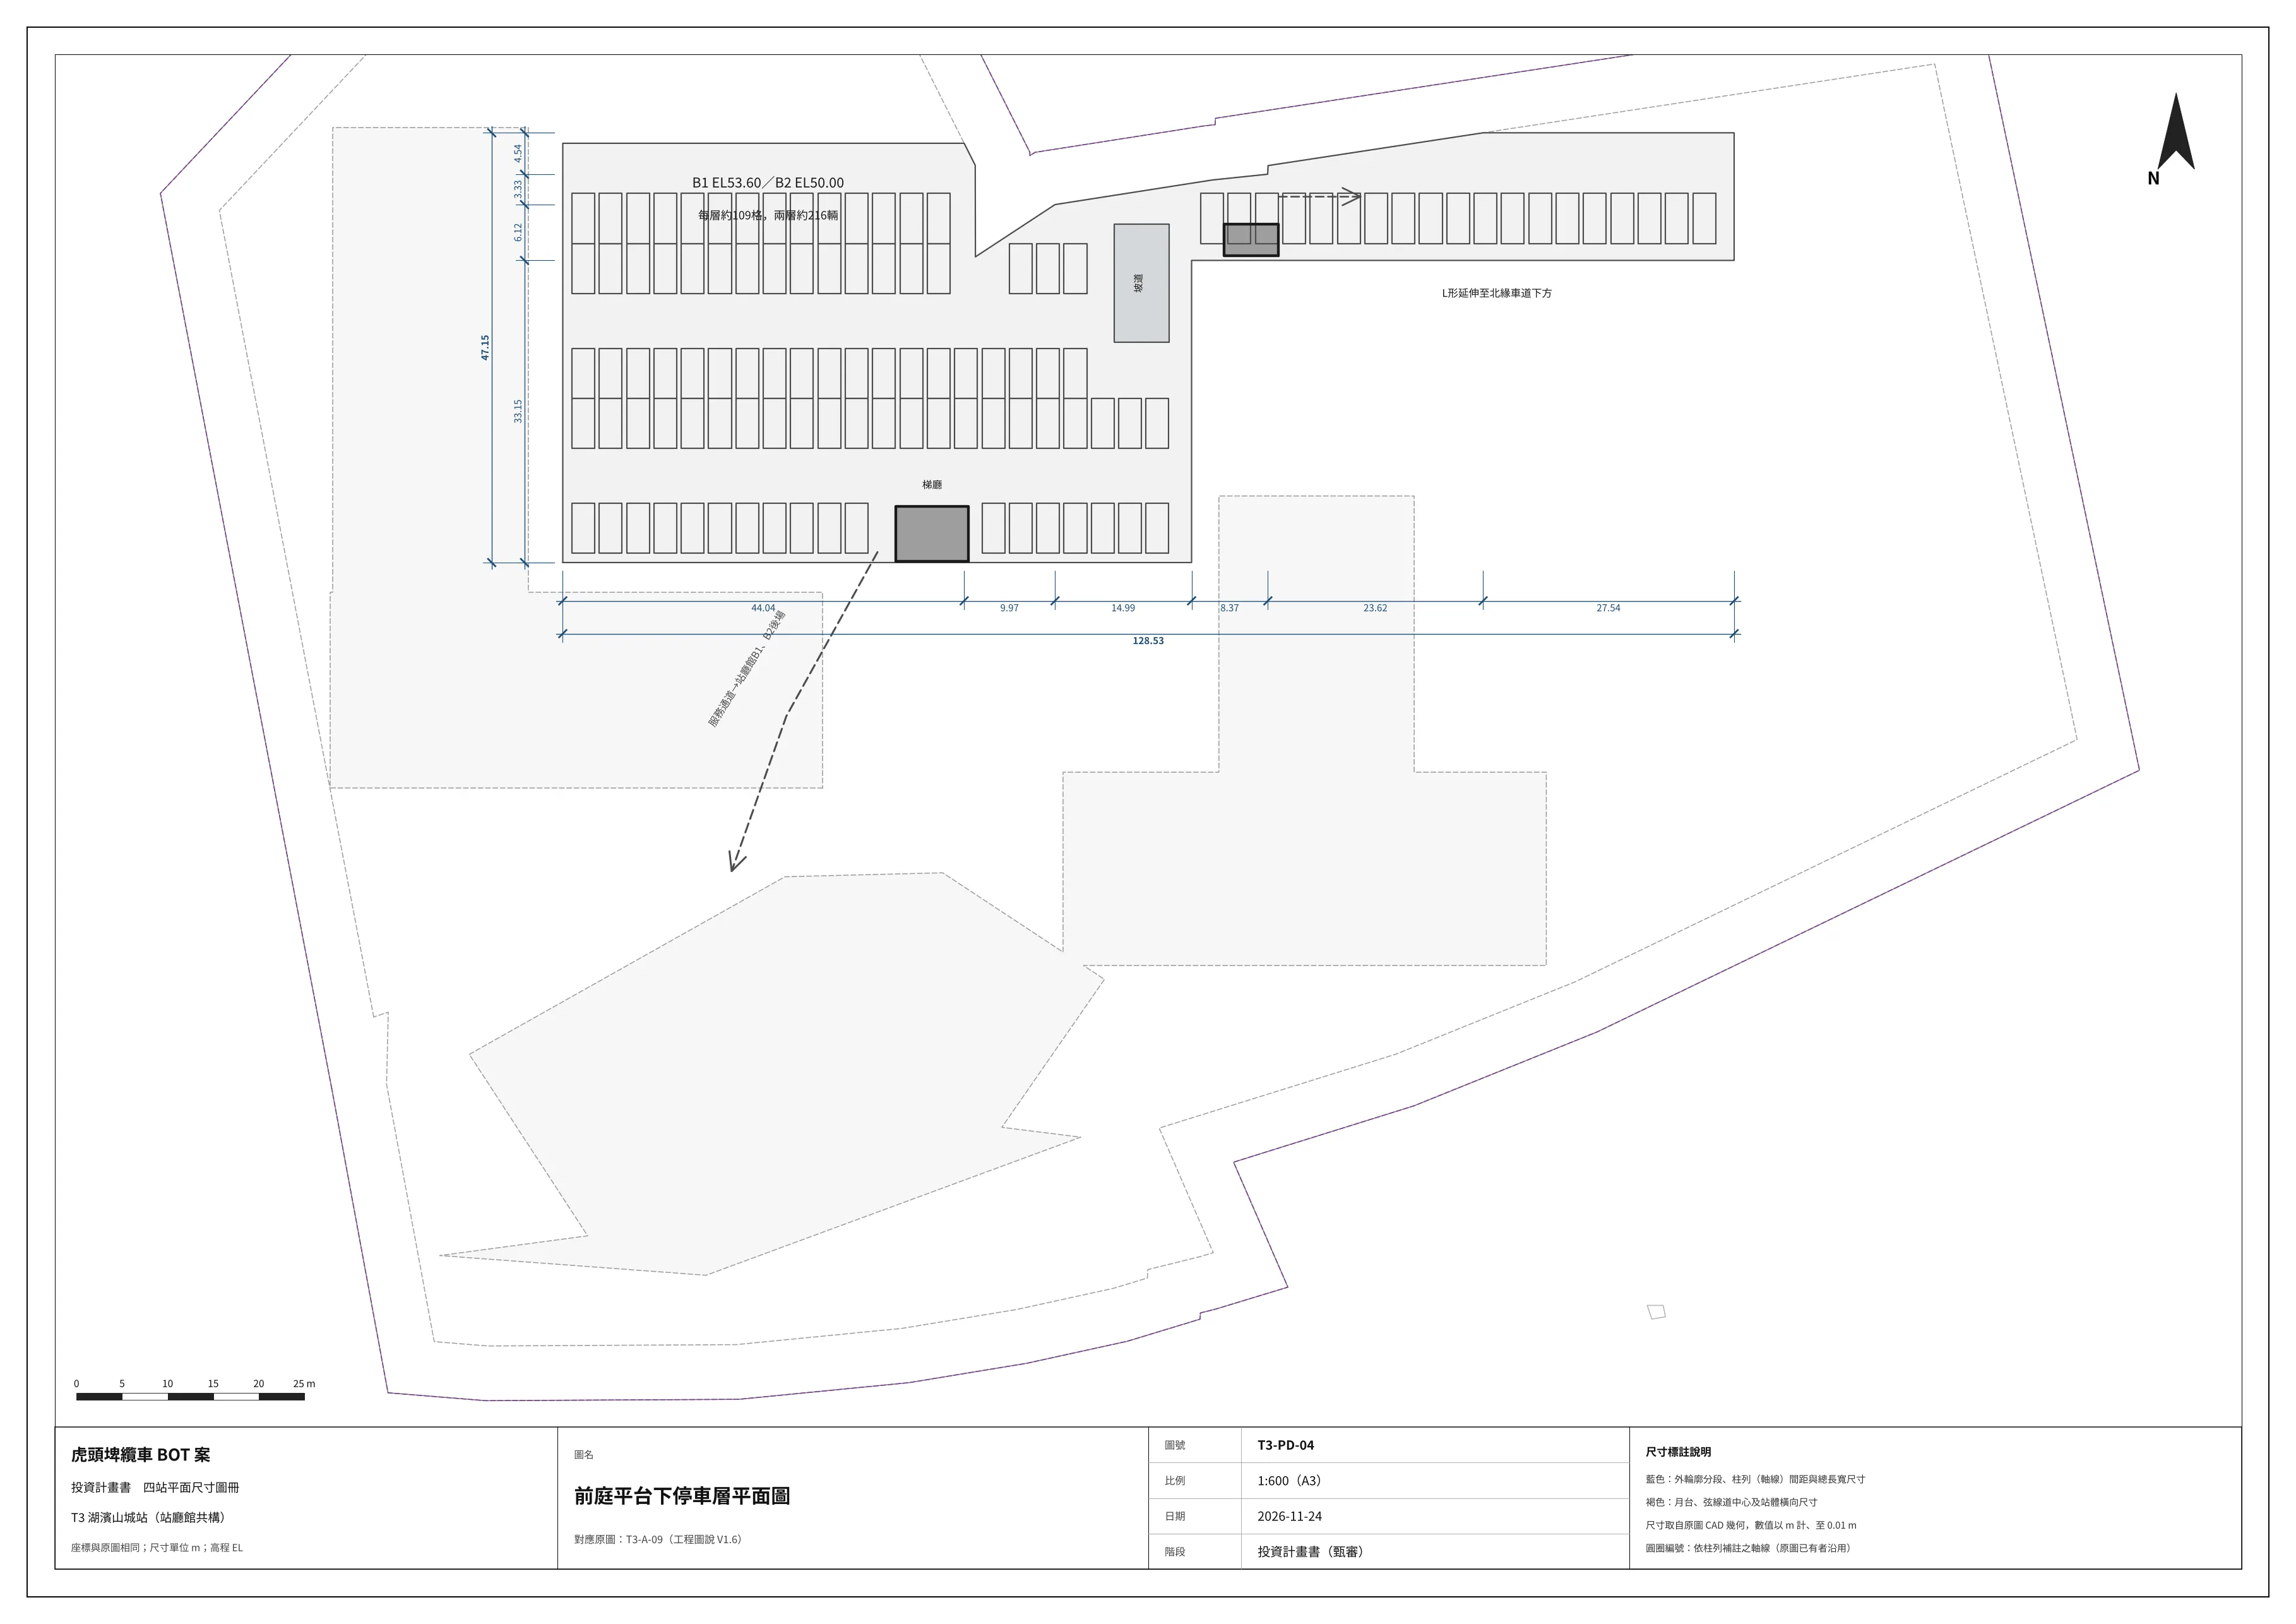 B1 EL53.60／B2 EL50.00
每層約109格，兩層約216輛
N
4.54
3.33
6.12
33.15
47.15
坡道
L形延伸至北緣車道下方
梯廳
44.04
9.97
14.99
8.37
23.62
27.54
128.53
服務通道→站廳館B1、B2後場
0 5 10 15 20 25 m
虎頭埤纜車 BOT 案
投資計畫書　四站平面尺寸圖冊
T3 湖濱山城站（站廳館共構）
座標與原圖相同；尺寸單位 m；高程 EL
圖名
前庭平台下停車層平面圖
對應原圖：T3-A-09（工程圖說 V1.6）
圖號 T3-PD-04
比例 1:600（A3）
日期 2026-11-24
階段 投資計畫書（甄審）
尺寸標註說明
藍色：外輪廓分段、柱列（軸線）間距與總長寬尺寸
褐色：月台、弦線道中心及站體橫向尺寸
尺寸取自原圖 CAD 幾何，數值以 m 計、至 0.01 m
圓圈編號：依柱列補註之軸線（原圖已有者沿用）